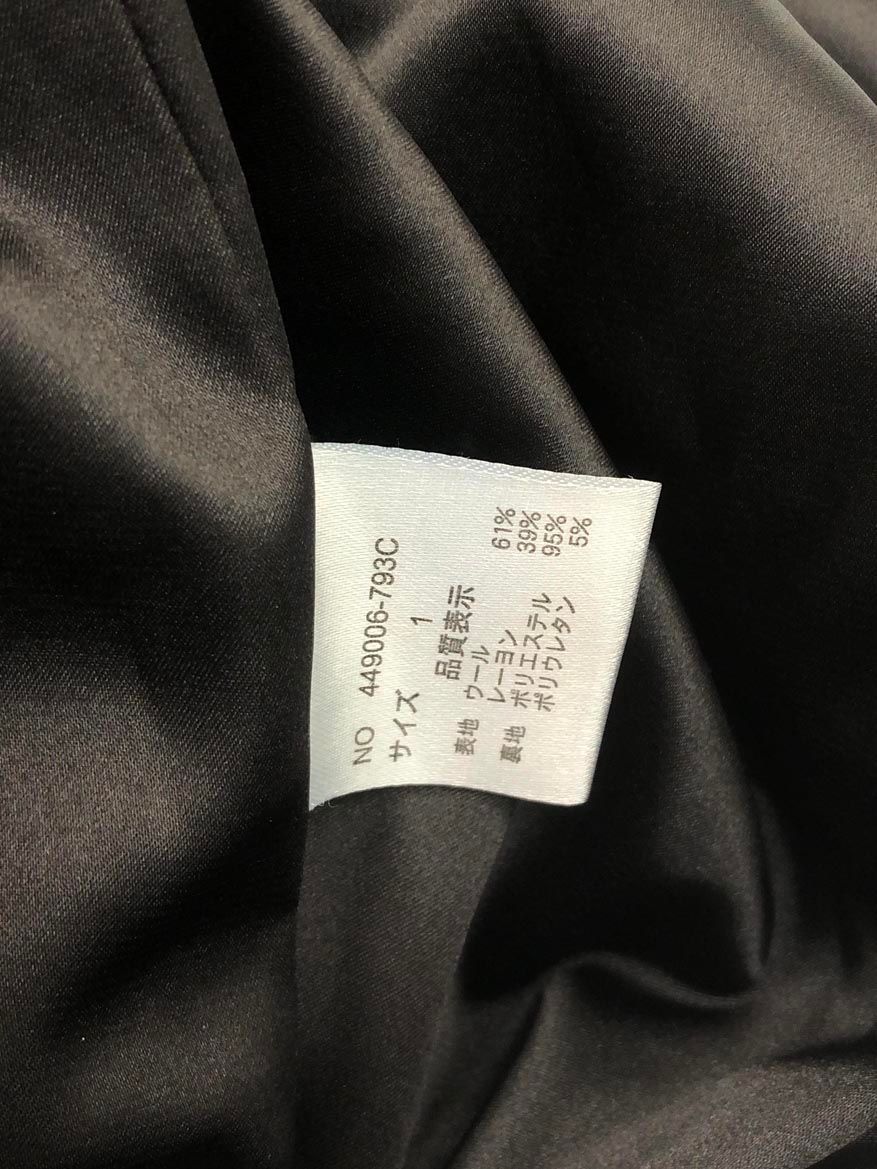 NO 449006-793C
サイズ 1
品質表示
表地 ウール 61%
レーヨン 39%
裏地 ポリエステル 95%
ポリウレタン 5%